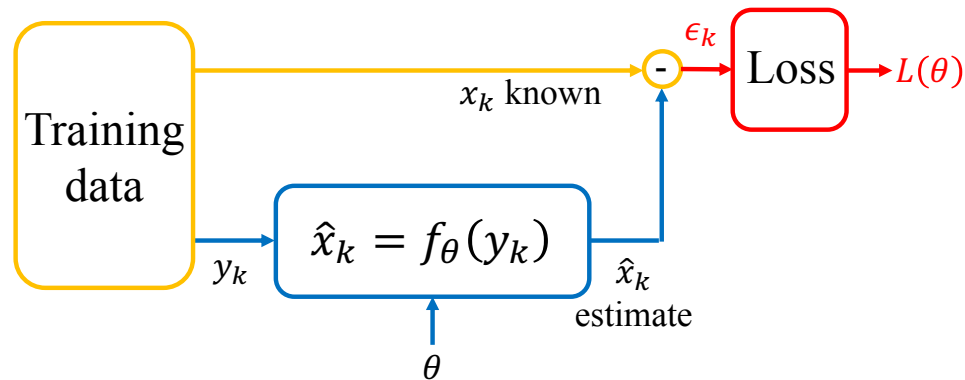 Training
data
x_k known
-
ϵ_k
Loss
L(θ)
y_k
x̂_k = f_θ(y_k)
x̂_k
estimate
θ